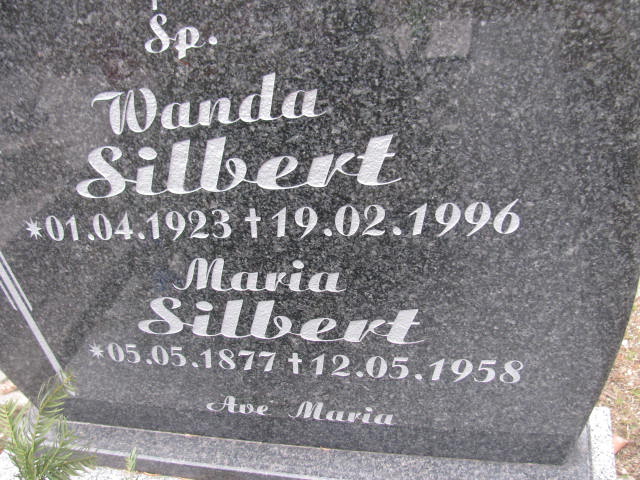 Śp.
Wanda
Silbert
*01.04.1923 † 19.02.1996
Maria
Silbert
*05.05.1877 † 12.05.1958
Ave Maria